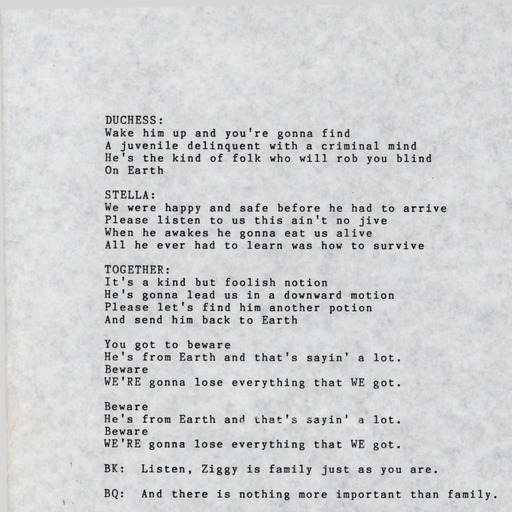 DUCHESS:
Wake him up and you're gonna find
A juvenile delinquent with a criminal mind
He's the kind of folk who will rob you blind
On Earth
STELLA:
We were happy and safe before he had to arrive
Please listen to us this ain't no jive
When he awakes he gonna eat us alive
All he ever had to learn was how to survive
TOGETHER:
It's a kind but foolish notion
He's gonna lead us in a downward motion
Please let's find him another potion
And send him back to Earth
You got to beware
He's from Earth and that's sayin' a lot.
Beware
WE'RE gonna lose everything that WE got.
Beware
He's from Earth and that's sayin' a lot.
Beware
WE'RE gonna lose everything that WE got.
BK:  Listen, Ziggy is family just as you are.
BQ:  And there is nothing more important than family.